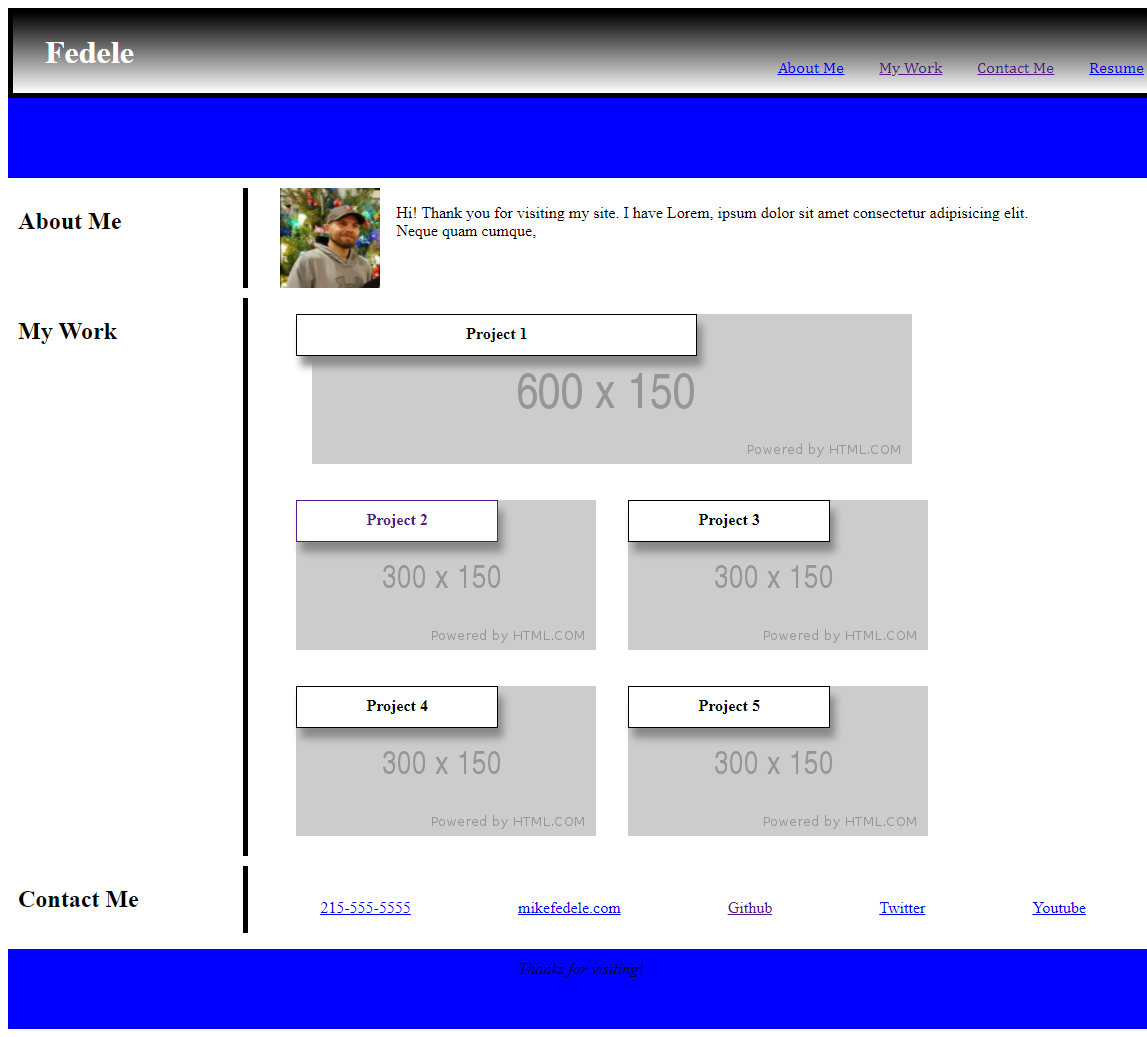 Fedele
About Me My Work Contact Me Resume
About Me
Hi! Thank you for visiting my site. I have Lorem, ipsum dolor sit amet consectetur adipisicing elit.
Neque quam cumque,
My Work
Project 1
600 x 150
Powered by HTML.COM
Project 2 Project 3
300 x 150 300 x 150
Powered by HTML.COM Powered by HTML.COM
Project 4 Project 5
300 x 150 300 x 150
Powered by HTML.COM Powered by HTML.COM
Contact Me
215-555-5555 mikefedele.com Github Twitter Youtube
Thanks for visiting!